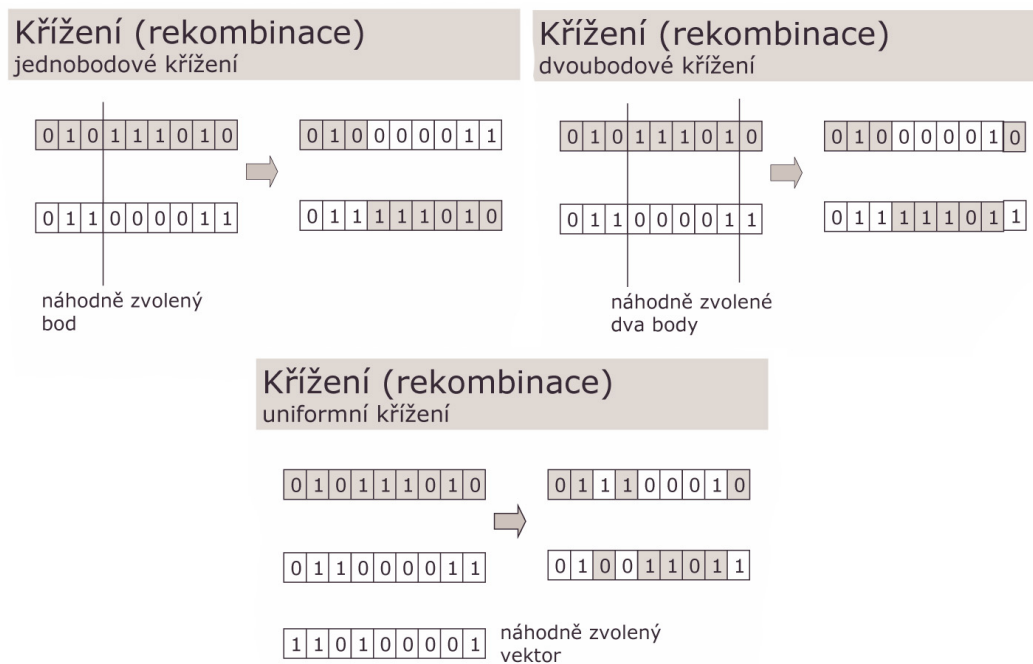 Křížení (rekombinace)
jednobodové křížení
0 1 0 1 1 1 0 1 0
0 1 0 0 0 0 0 1 1
0 1 1 0 0 0 0 1 1
0 1 1 1 1 1 0 1 0
náhodně zvolený
bod
Křížení (rekombinace)
dvoubodové křížení
0 1 0 1 1 1 0 1 0
0 1 0 0 0 0 0 1 0
0 1 1 0 0 0 0 1 1
0 1 1 1 1 1 0 1 1
náhodně zvolené
dva body
Křížení (rekombinace)
uniformní křížení
0 1 0 1 1 1 0 1 0
0 1 1 1 0 0 0 1 0
0 1 1 0 0 0 0 1 1
0 1 0 0 1 1 0 1 1
1 1 0 1 0 0 0 0 1
náhodně zvolený
vektor